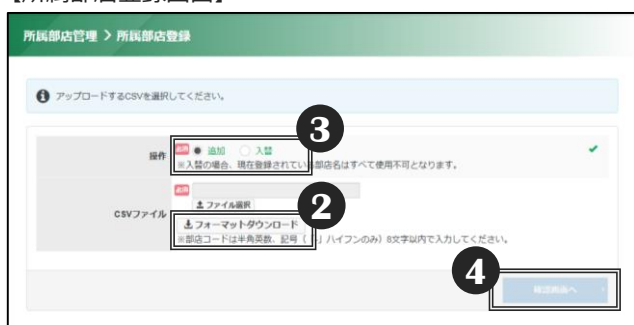 【所属部店登録画面】
所属部店管理 > 所属部店登録
アップロードするCSVを選択してください。
3
操作 必須 追加 入替
※入替の場合、現在登録されている部店名はすべて使用不可となります。
必須
ファイル選択
2
CSVファイル
フォーマットダウンロード
※部店コードは半角英数、記号(「-」ハイフンのみ)8文字以内で入力してください。
4
確認画面へ